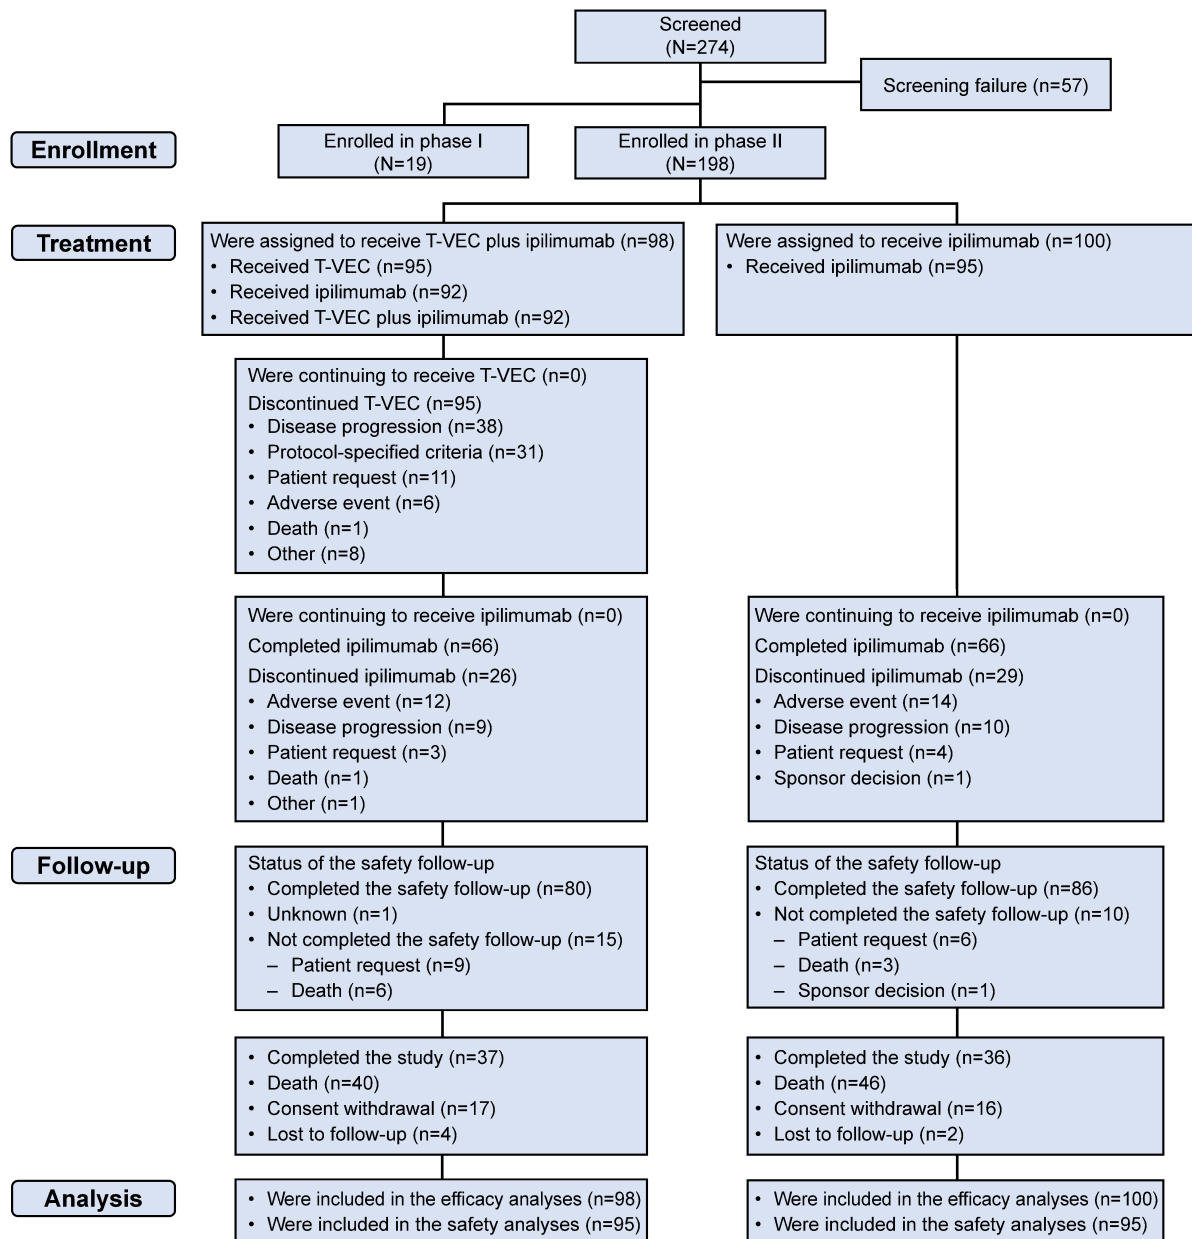 Screened
(N=274)
Screening failure (n=57)
Enrollment
Enrolled in phase I
(N=19)
Enrolled in phase II
(N=198)
Treatment
Were assigned to receive T-VEC plus ipilimumab (n=98)
• Received T-VEC (n=95)
• Received ipilimumab (n=92)
• Received T-VEC plus ipilimumab (n=92)
Were assigned to receive ipilimumab (n=100)
• Received ipilimumab (n=95)
Were continuing to receive T-VEC (n=0)
Discontinued T-VEC (n=95)
• Disease progression (n=38)
• Protocol-specified criteria (n=31)
• Patient request (n=11)
• Adverse event (n=6)
• Death (n=1)
• Other (n=8)
Were continuing to receive ipilimumab (n=0)
Completed ipilimumab (n=66)
Discontinued ipilimumab (n=26)
• Adverse event (n=12)
• Disease progression (n=9)
• Patient request (n=3)
• Death (n=1)
• Other (n=1)
Were continuing to receive ipilimumab (n=0)
Completed ipilimumab (n=66)
Discontinued ipilimumab (n=29)
• Adverse event (n=14)
• Disease progression (n=10)
• Patient request (n=4)
• Sponsor decision (n=1)
Follow-up
Status of the safety follow-up
• Completed the safety follow-up (n=80)
• Unknown (n=1)
• Not completed the safety follow-up (n=15)
– Patient request (n=9)
– Death (n=6)
Status of the safety follow-up
• Completed the safety follow-up (n=86)
• Not completed the safety follow-up (n=10)
– Patient request (n=6)
– Death (n=3)
– Sponsor decision (n=1)
• Completed the study (n=37)
• Death (n=40)
• Consent withdrawal (n=17)
• Lost to follow-up (n=4)
• Completed the study (n=36)
• Death (n=46)
• Consent withdrawal (n=16)
• Lost to follow-up (n=2)
Analysis
• Were included in the efficacy analyses (n=98)
• Were included in the safety analyses (n=95)
• Were included in the efficacy analyses (n=100)
• Were included in the safety analyses (n=95)